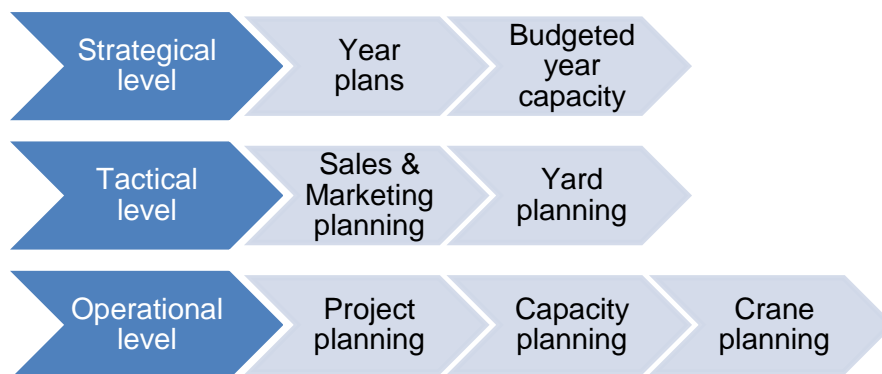 Strategical
level
Year
plans
Budgeted
year
capacity
Tactical
level
Sales &
Marketing
planning
Yard
planning
Operational
level
Project
planning
Capacity
planning
Crane
planning